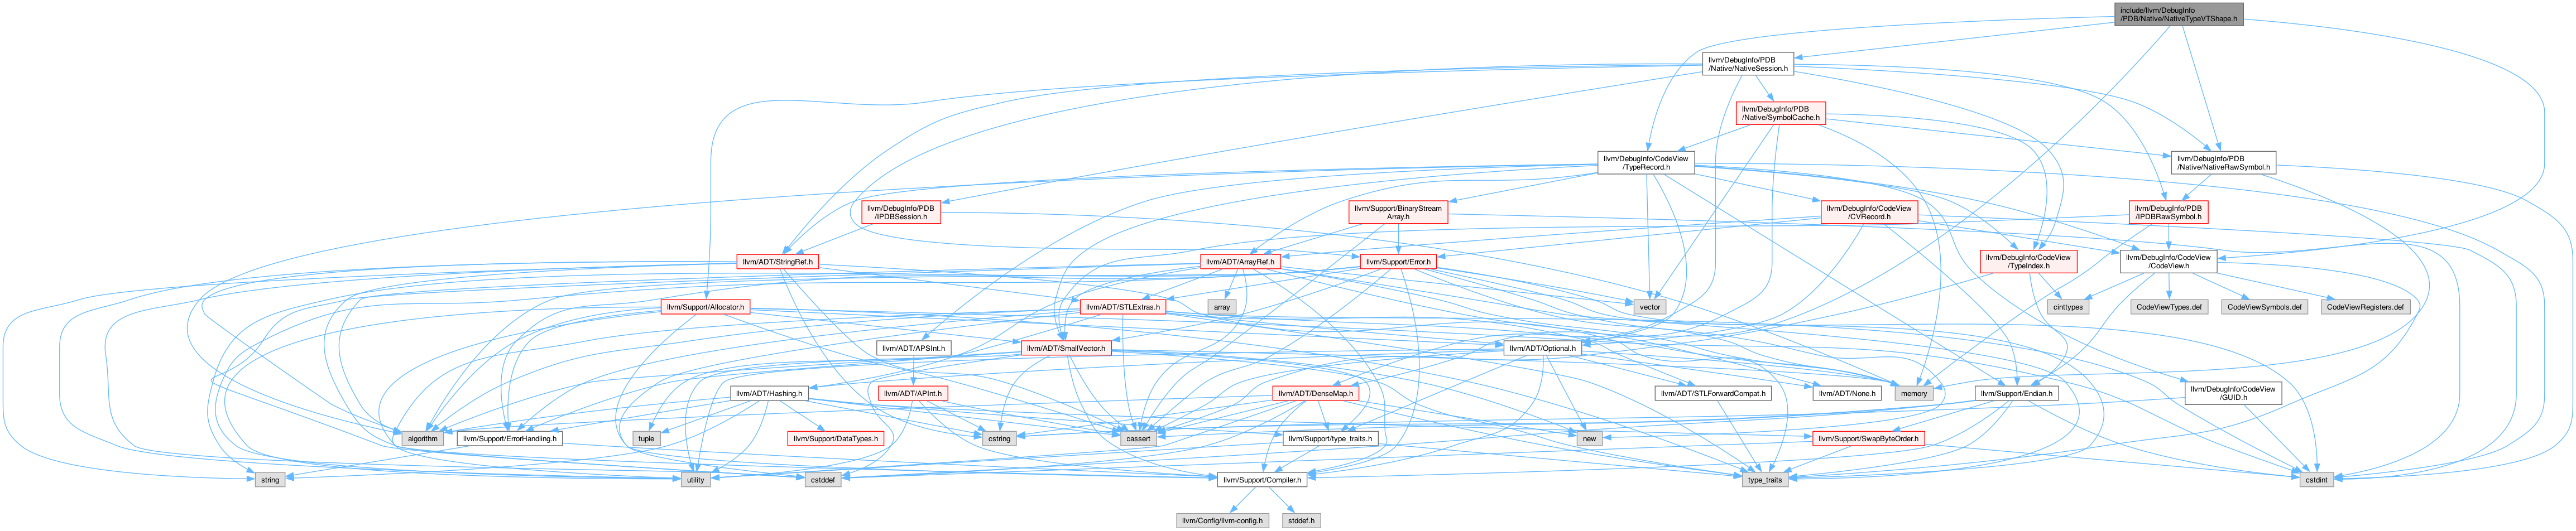 include/llvm/DebugInfo
/PDB/Native/NativeTypeVTShape.h
llvm/DebugInfo/PDB
/Native/NativeSession.h
llvm/DebugInfo/PDB
/Native/SymbolCache.h
llvm/DebugInfo/CodeView
/TypeRecord.h
llvm/DebugInfo/PDB
/Native/NativeRawSymbol.h
llvm/DebugInfo/PDB
/IPDBSession.h
llvm/Support/BinaryStream
Array.h
llvm/DebugInfo/CodeView
/CVRecord.h
llvm/DebugInfo/PDB
/IPDBRawSymbol.h
llvm/ADT/StringRef.h
llvm/ADT/ArrayRef.h
llvm/Support/Error.h
llvm/DebugInfo/CodeView
/TypeIndex.h
llvm/DebugInfo/CodeView
/CodeView.h
llvm/Support/Allocator.h
llvm/ADT/STLExtras.h
array
vector
cinttypes
CodeViewTypes.def
CodeViewSymbols.def
CodeViewRegisters.def
llvm/ADT/APSInt.h
llvm/ADT/SmallVector.h
llvm/ADT/Optional.h
llvm/ADT/Hashing.h
llvm/ADT/APInt.h
llvm/ADT/DenseMap.h
llvm/ADT/STLForwardCompat.h
llvm/ADT/None.h
memory
llvm/Support/Endian.h
llvm/DebugInfo/CodeView
/GUID.h
algorithm
llvm/Support/ErrorHandling.h
tuple
llvm/Support/DataTypes.h
cstring
cassert
llvm/Support/type_traits.h
new
llvm/Support/SwapByteOrder.h
string
utility
cstddef
llvm/Support/Compiler.h
type_traits
cstdint
llvm/Config/llvm-config.h
stddef.h